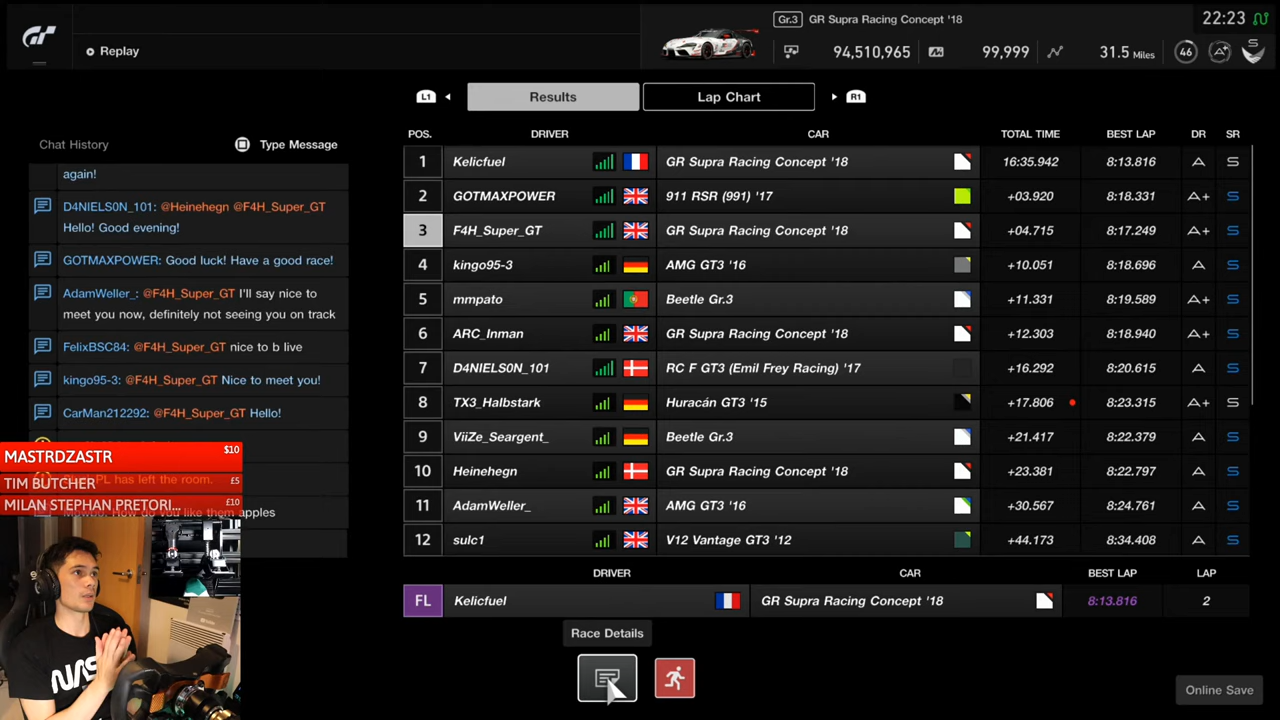 GT
Replay
Gr.3 GR Supra Racing Concept '18
94,510,965
99,999
31.5 Miles
46
A+
S
22:23
L1
Results
Lap Chart
R1
Chat History
Type Message
again!
D4NIELS0N_101: @Heinehegn @F4H_Super_GT
Hello! Good evening!
GOTMAXPOWER: Good luck! Have a good race!
AdamWeller_: @F4H_Super_GT I'll say nice to
meet you now, definitely not seeing you on track
FelixBSC84: @F4H_Super_GT nice to b live
kingo95-3: @F4H_Super_GT Nice to meet you!
CarMan212292: @F4H_Super_GT Hello!
PL has left the room.
do you like them apples
MASTRDZASTR $10
TIM BUTCHER £5
MILAN STEPHAN PRETORI... £10
NAS
POS. DRIVER CAR TOTAL TIME BEST LAP DR SR
1 Kelicfuel GR Supra Racing Concept '18 16:35.942 8:13.816 A S
2 GOTMAXPOWER 911 RSR (991) '17 +03.920 8:18.331 A+ S
3 F4H_Super_GT GR Supra Racing Concept '18 +04.715 8:17.249 A+ S
4 kingo95-3 AMG GT3 '16 +10.051 8:18.696 A S
5 mmpato Beetle Gr.3 +11.331 8:19.589 A+ S
6 ARC_Inman GR Supra Racing Concept '18 +12.303 8:18.940 A+ S
7 D4NIELS0N_101 RC F GT3 (Emil Frey Racing) '17 +16.292 8:20.615 A S
8 TX3_Halbstark Huracán GT3 '15 +17.806 8:23.315 A+ S
9 ViiZe_Seargent_ Beetle Gr.3 +21.417 8:22.379 A S
10 Heinehegn GR Supra Racing Concept '18 +23.381 8:22.797 A S
11 AdamWeller_ AMG GT3 '16 +30.567 8:24.761 A S
12 sulc1 V12 Vantage GT3 '12 +44.173 8:34.408 A S
DRIVER CAR BEST LAP LAP
FL Kelicfuel GR Supra Racing Concept '18 8:13.816 2
Race Details
Online Save